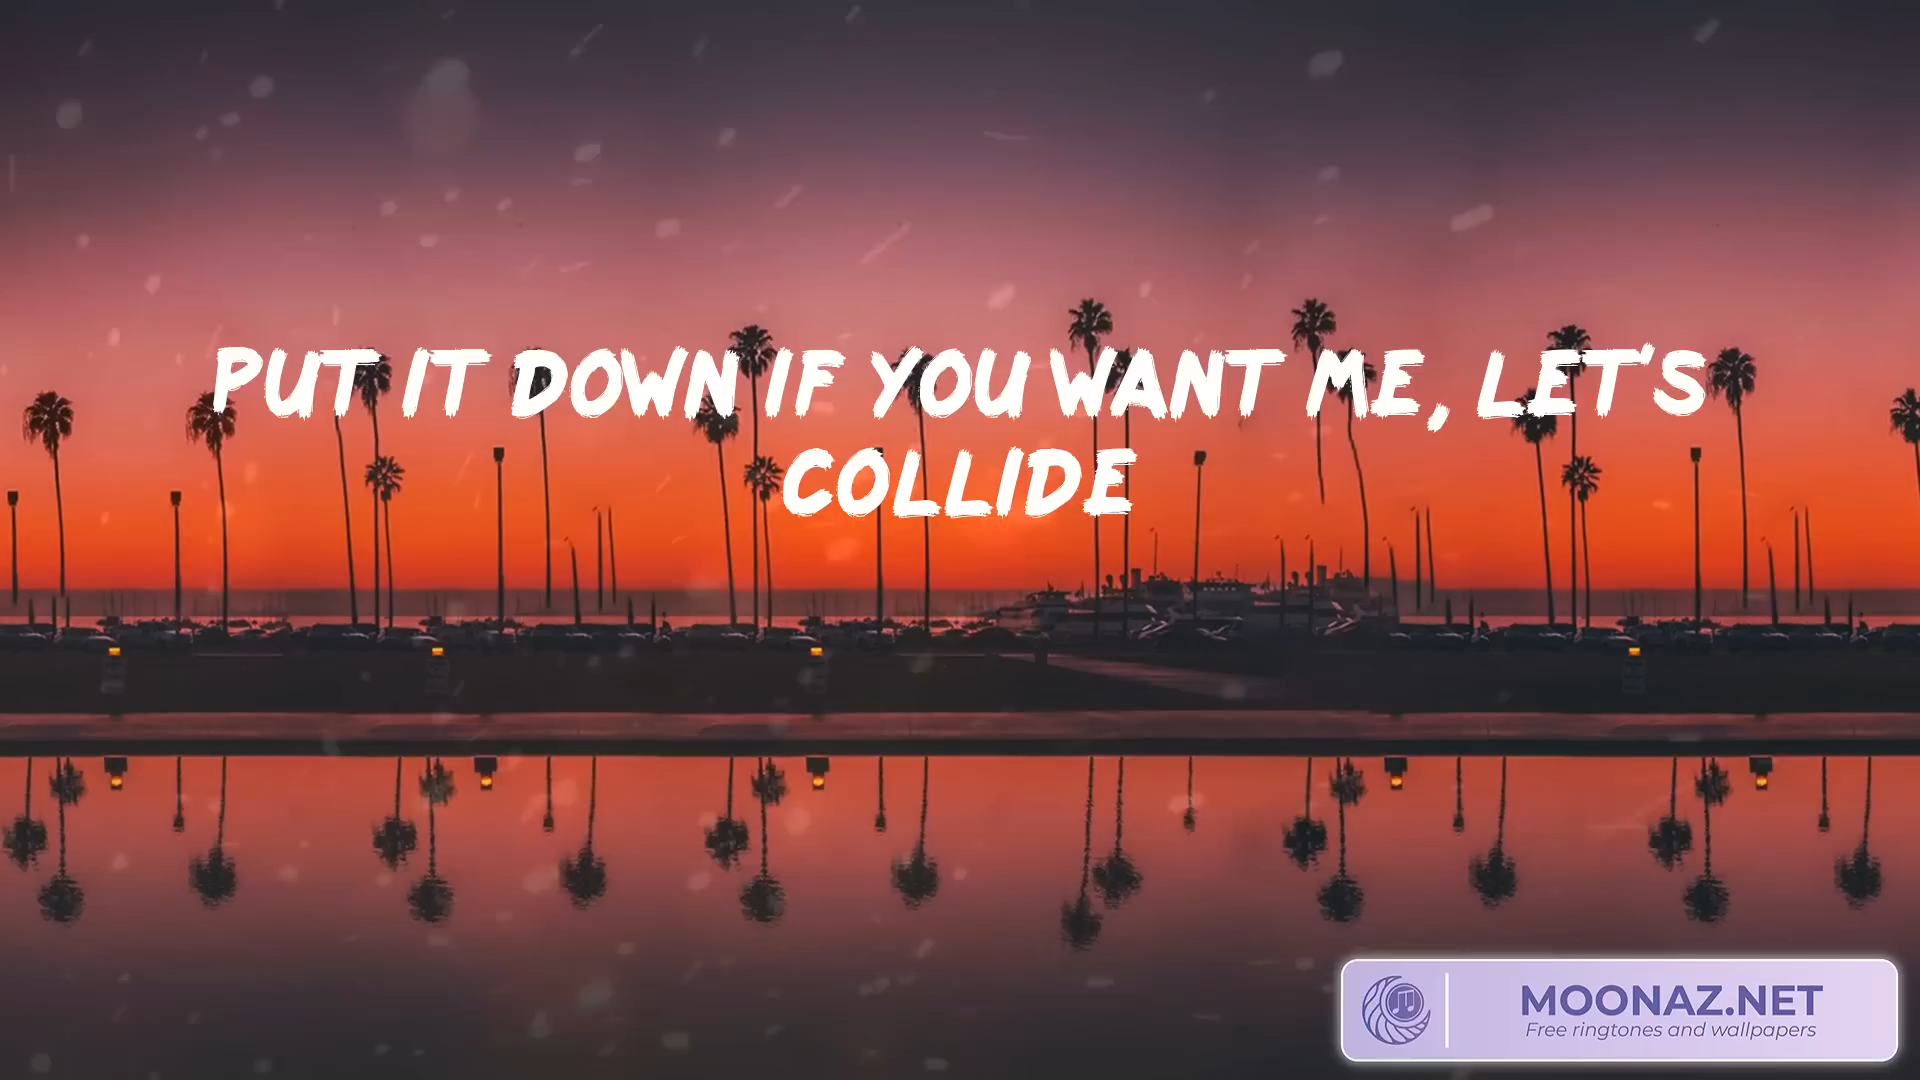 PUT IT DOWN IF YOU WANT ME, LET'S
COLLIDE
MOONAZ.NET
Free ringtones and wallpapers